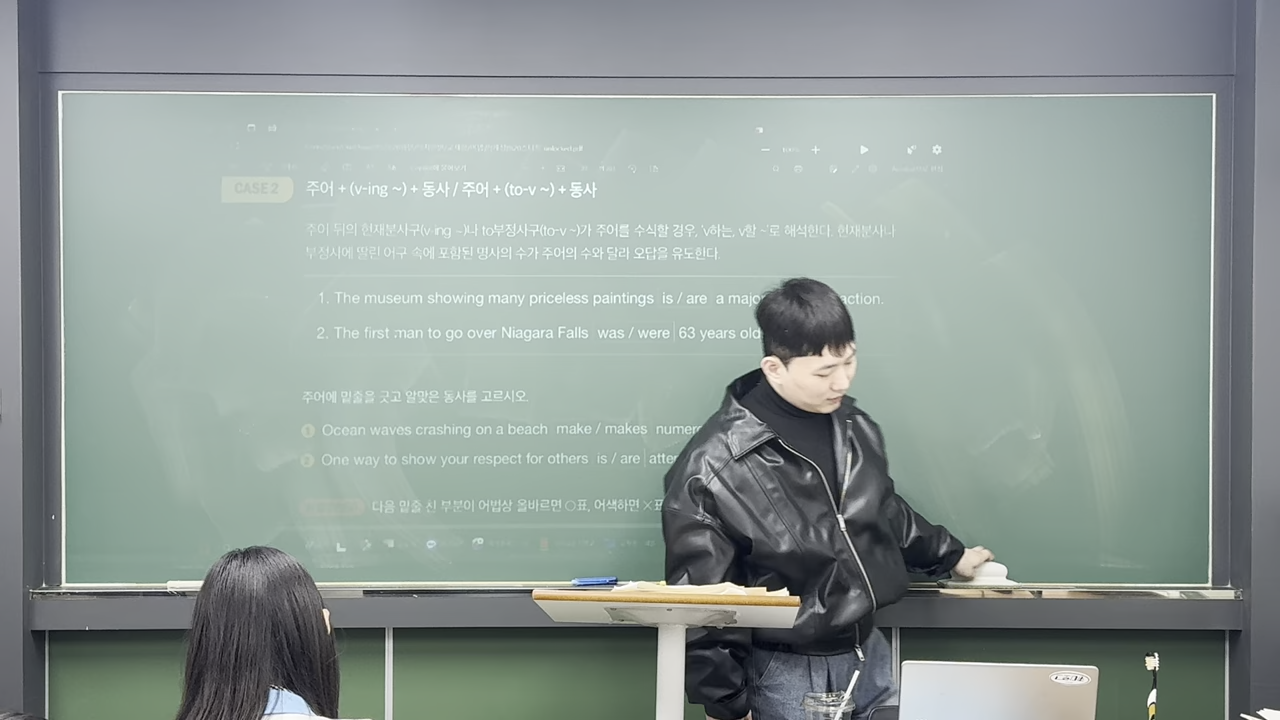 CASE 2
주어 + (v-ing ~) + 동사 / 주어 + (to-v ~) + 동사
주어 뒤의 현재분사구(v-ing ~)나 to부정사구(to-v ~)가 주어를 수식할 경우, 'v하는, v할 ~'로 해석한다. 현재분사나
부정사에 딸린 어구 속에 포함된 명사의 수가 주어의 수와 달라 오답을 유도한다.
1. The museum showing many priceless paintings is / are a major action.
2. The first man to go over Niagara Falls was / were 63 years old
주어에 밑줄을 긋고 알맞은 동사를 고르시오.
1 Ocean waves crashing on a beach make / makes numer
2 One way to show your respect for others is / are atte
다음 밑줄 친 부분이 어법상 올바르면 ○표, 어색하면 ×표